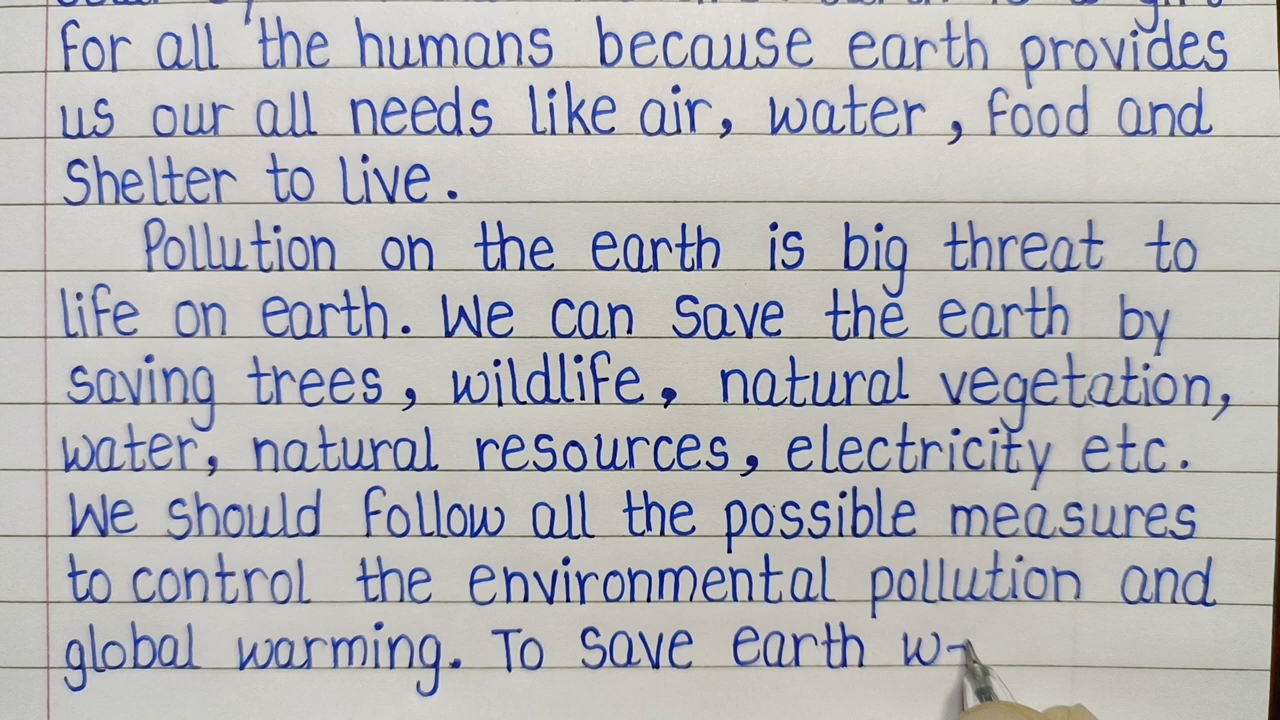 for all the humans because earth provides
us our all needs like air, water, food and
Shelter to live.
Pollution on the earth is big threat to
life on earth. We can save the earth by
saving trees, wildlife, natural vegetation,
water, natural resources, electricity etc.
We should follow all the possible measures
to control the environmental pollution and
global warming. To save earth